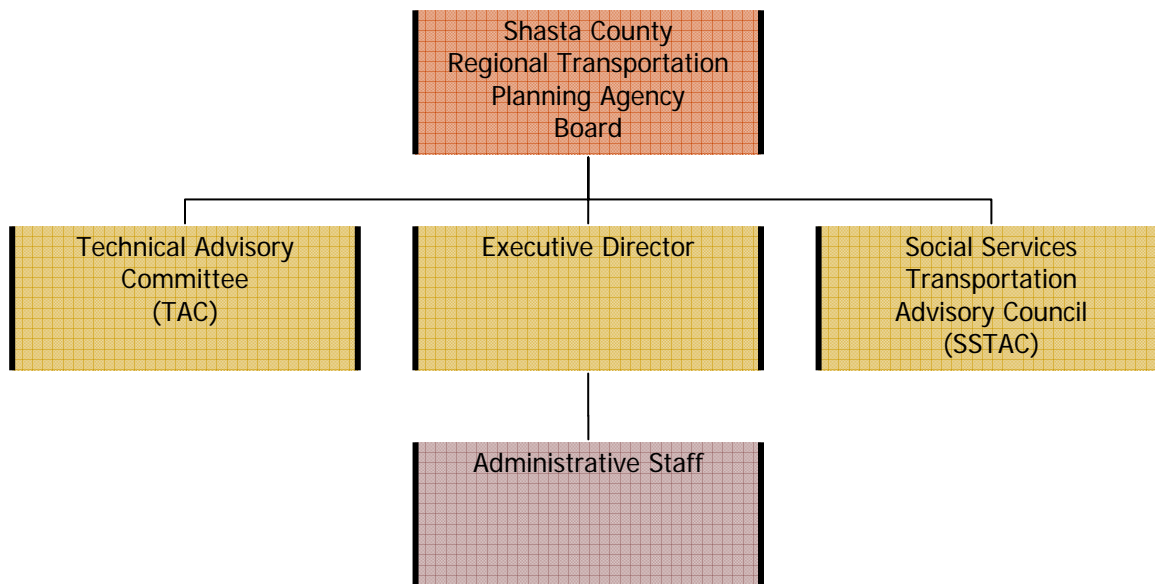 Shasta County
Regional Transportation
Planning Agency
Board
Technical Advisory
Committee
(TAC)
Executive Director
Social Services
Transportation
Advisory Council
(SSTAC)
Administrative Staff